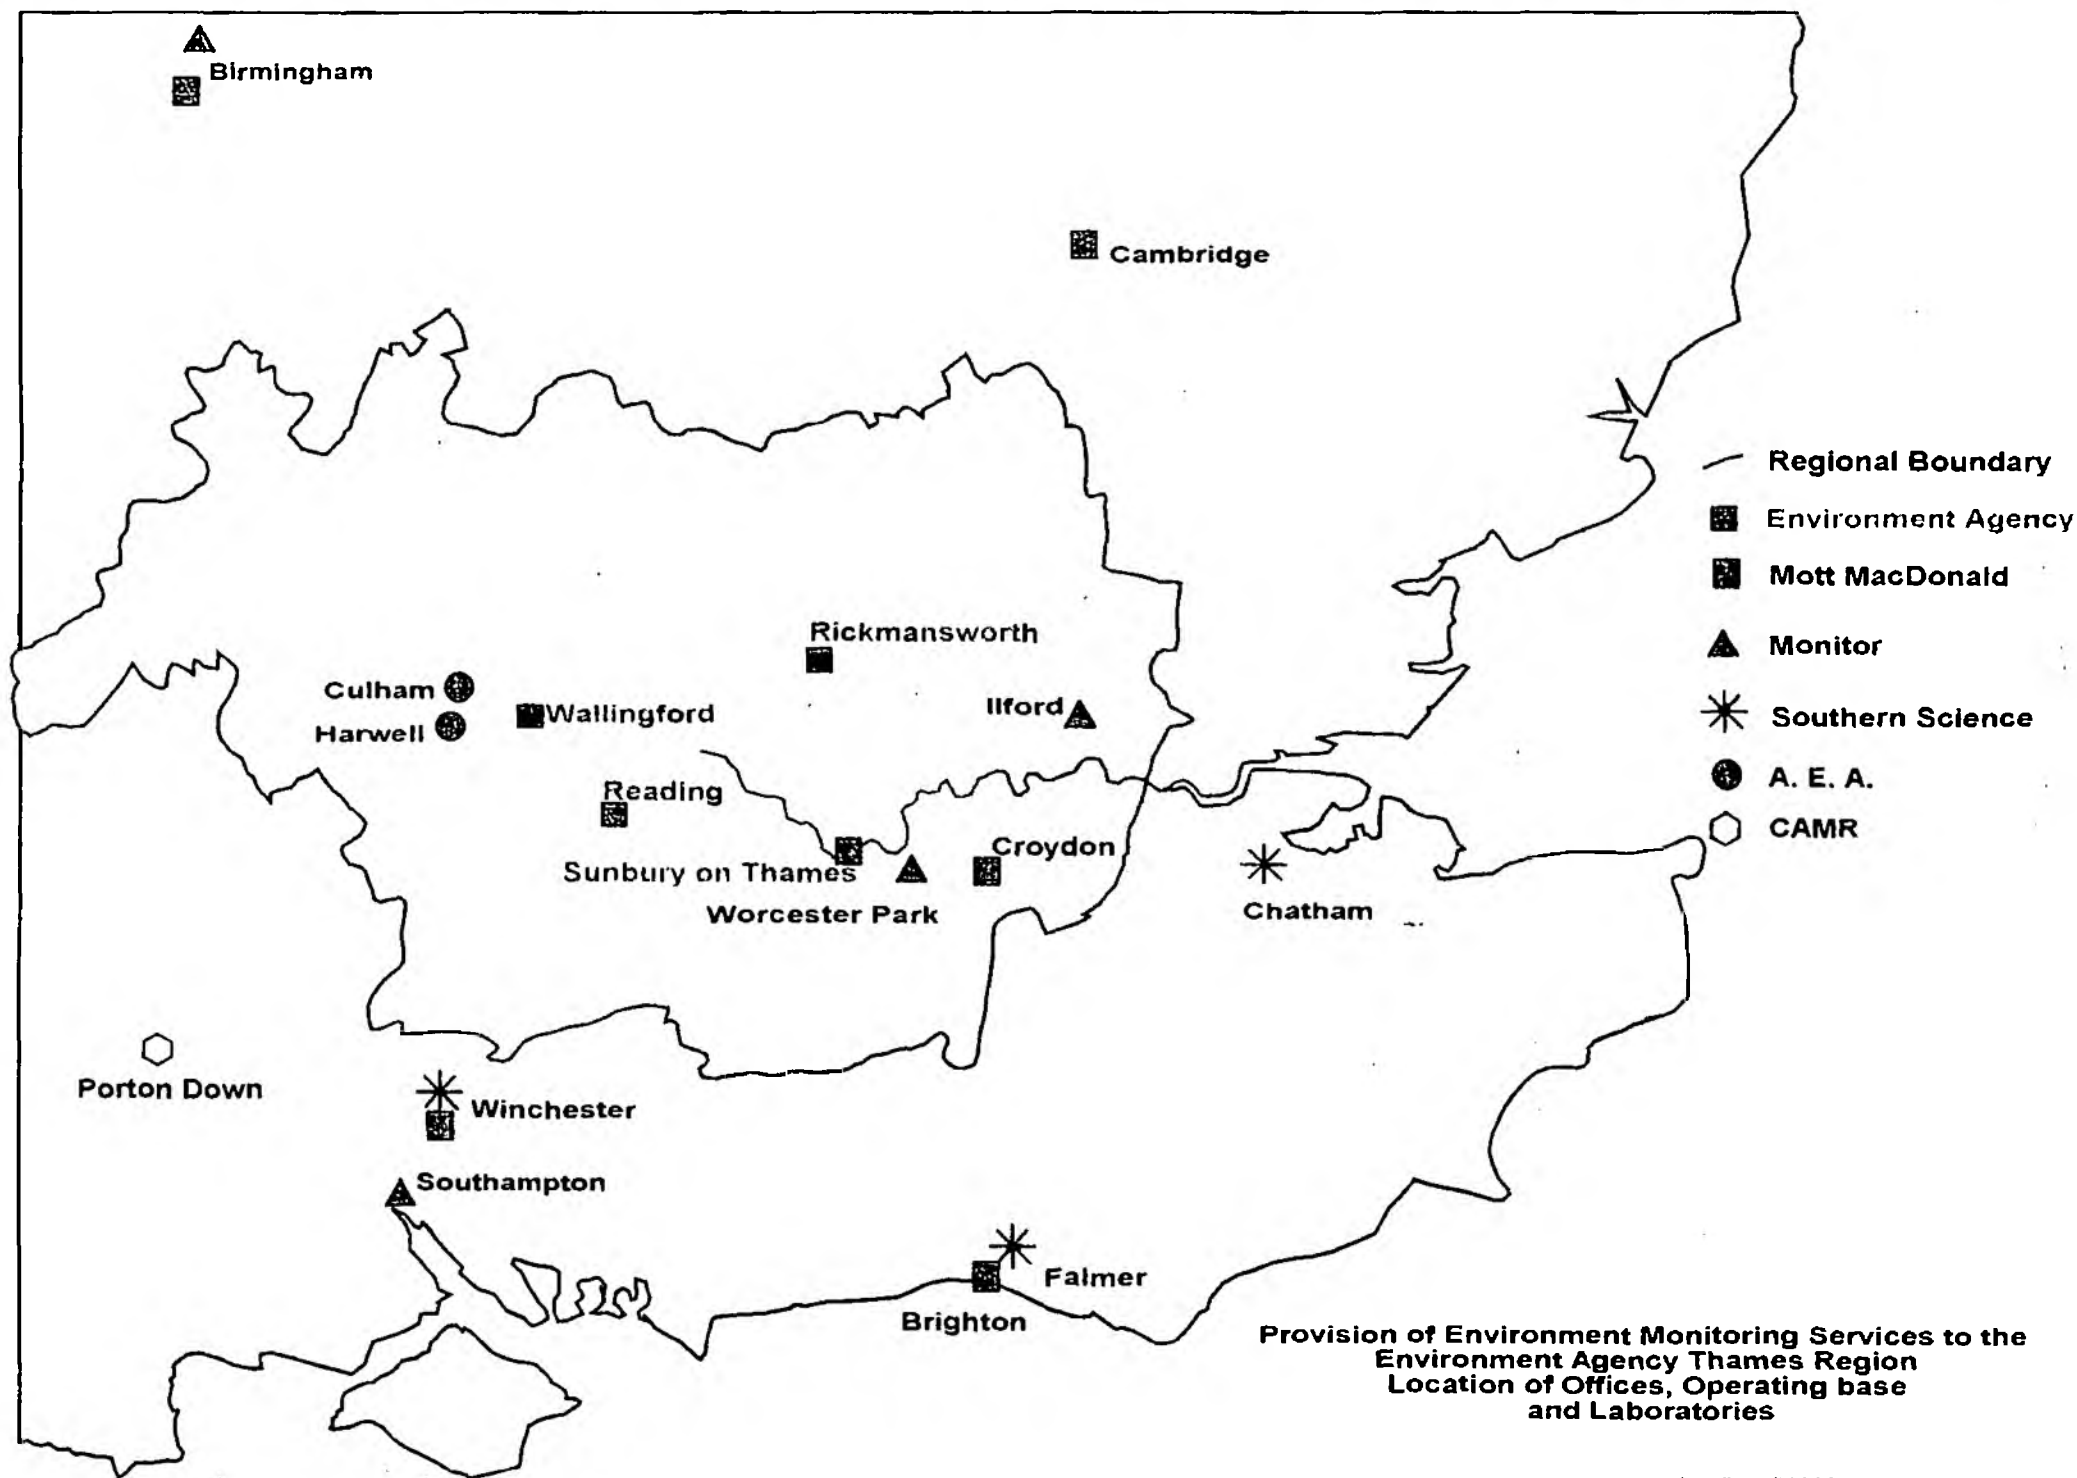 Birmingham
Cambridge
Regional Boundary
Environment Agency
Mott MacDonald
Rickmansworth
Monitor
Culham
Ilford
Wallingford
Southern Science
Harwell
A. E. A.
Reading
CAMR
Croydon
Sunbury on Thames
Worcester Park
Chatham
Porton Down
Winchester
Southampton
Falmer
Brighton
Provision of Environment Monitoring Services to the
Environment Agency Thames Region
Location of Offices, Operating base
and Laboratories